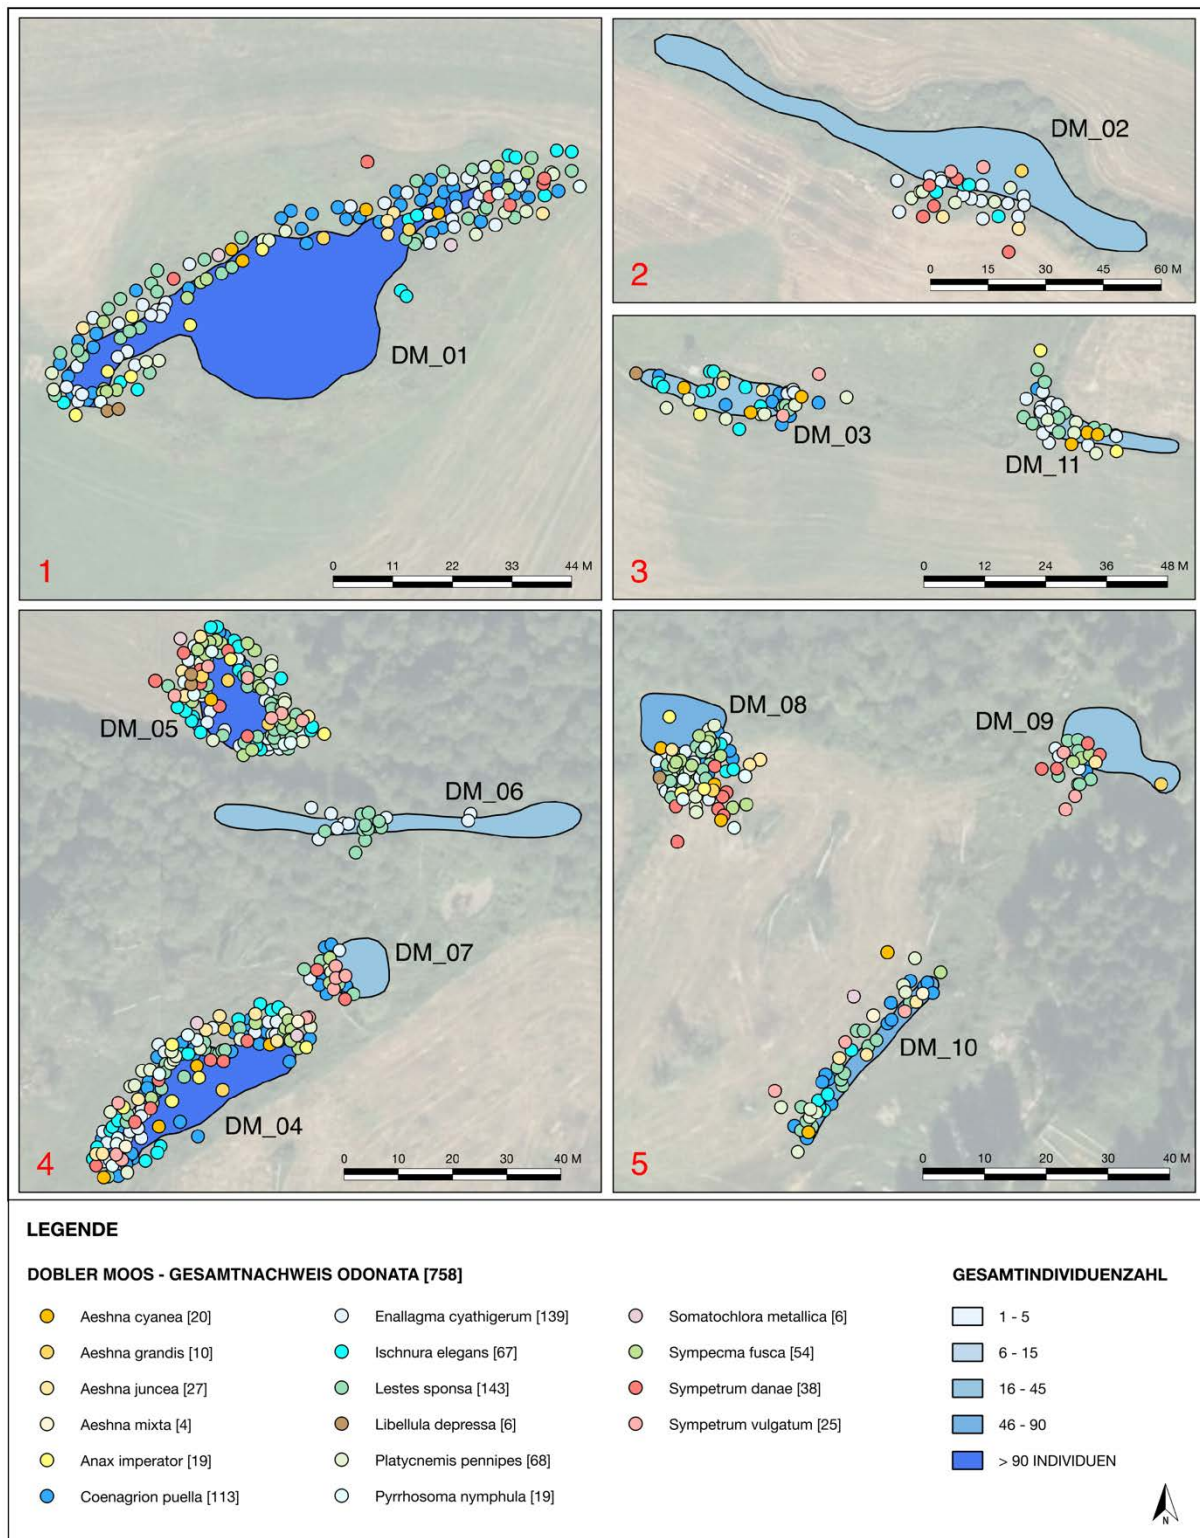 DM_01
1
0 11 22 33 44 M
DM_02
2
0 15 30 45 60 M
DM_03
DM_11
3
0 12 24 36 48 M
DM_05
DM_06
DM_07
DM_04
4
0 10 20 30 40 M
DM_08
DM_09
DM_10
5
0 10 20 30 40 M
LEGENDE
DOBLER MOOS - GESAMTNACHWEIS ODONATA [758]
Aeshna cyanea [20]
Aeshna grandis [10]
Aeshna juncea [27]
Aeshna mixta [4]
Anax imperator [19]
Coenagrion puella [113]
Enallagma cyathigerum [139]
Ischnura elegans [67]
Lestes sponsa [143]
Libellula depressa [6]
Platycnemis pennipes [68]
Pyrrhosoma nymphula [19]
Somatochlora metallica [6]
Sympecma fusca [54]
Sympetrum danae [38]
Sympetrum vulgatum [25]
GESAMTINDIVIDUENZAHL
1 - 5
6 - 15
16 - 45
46 - 90
> 90 INDIVIDUEN
N